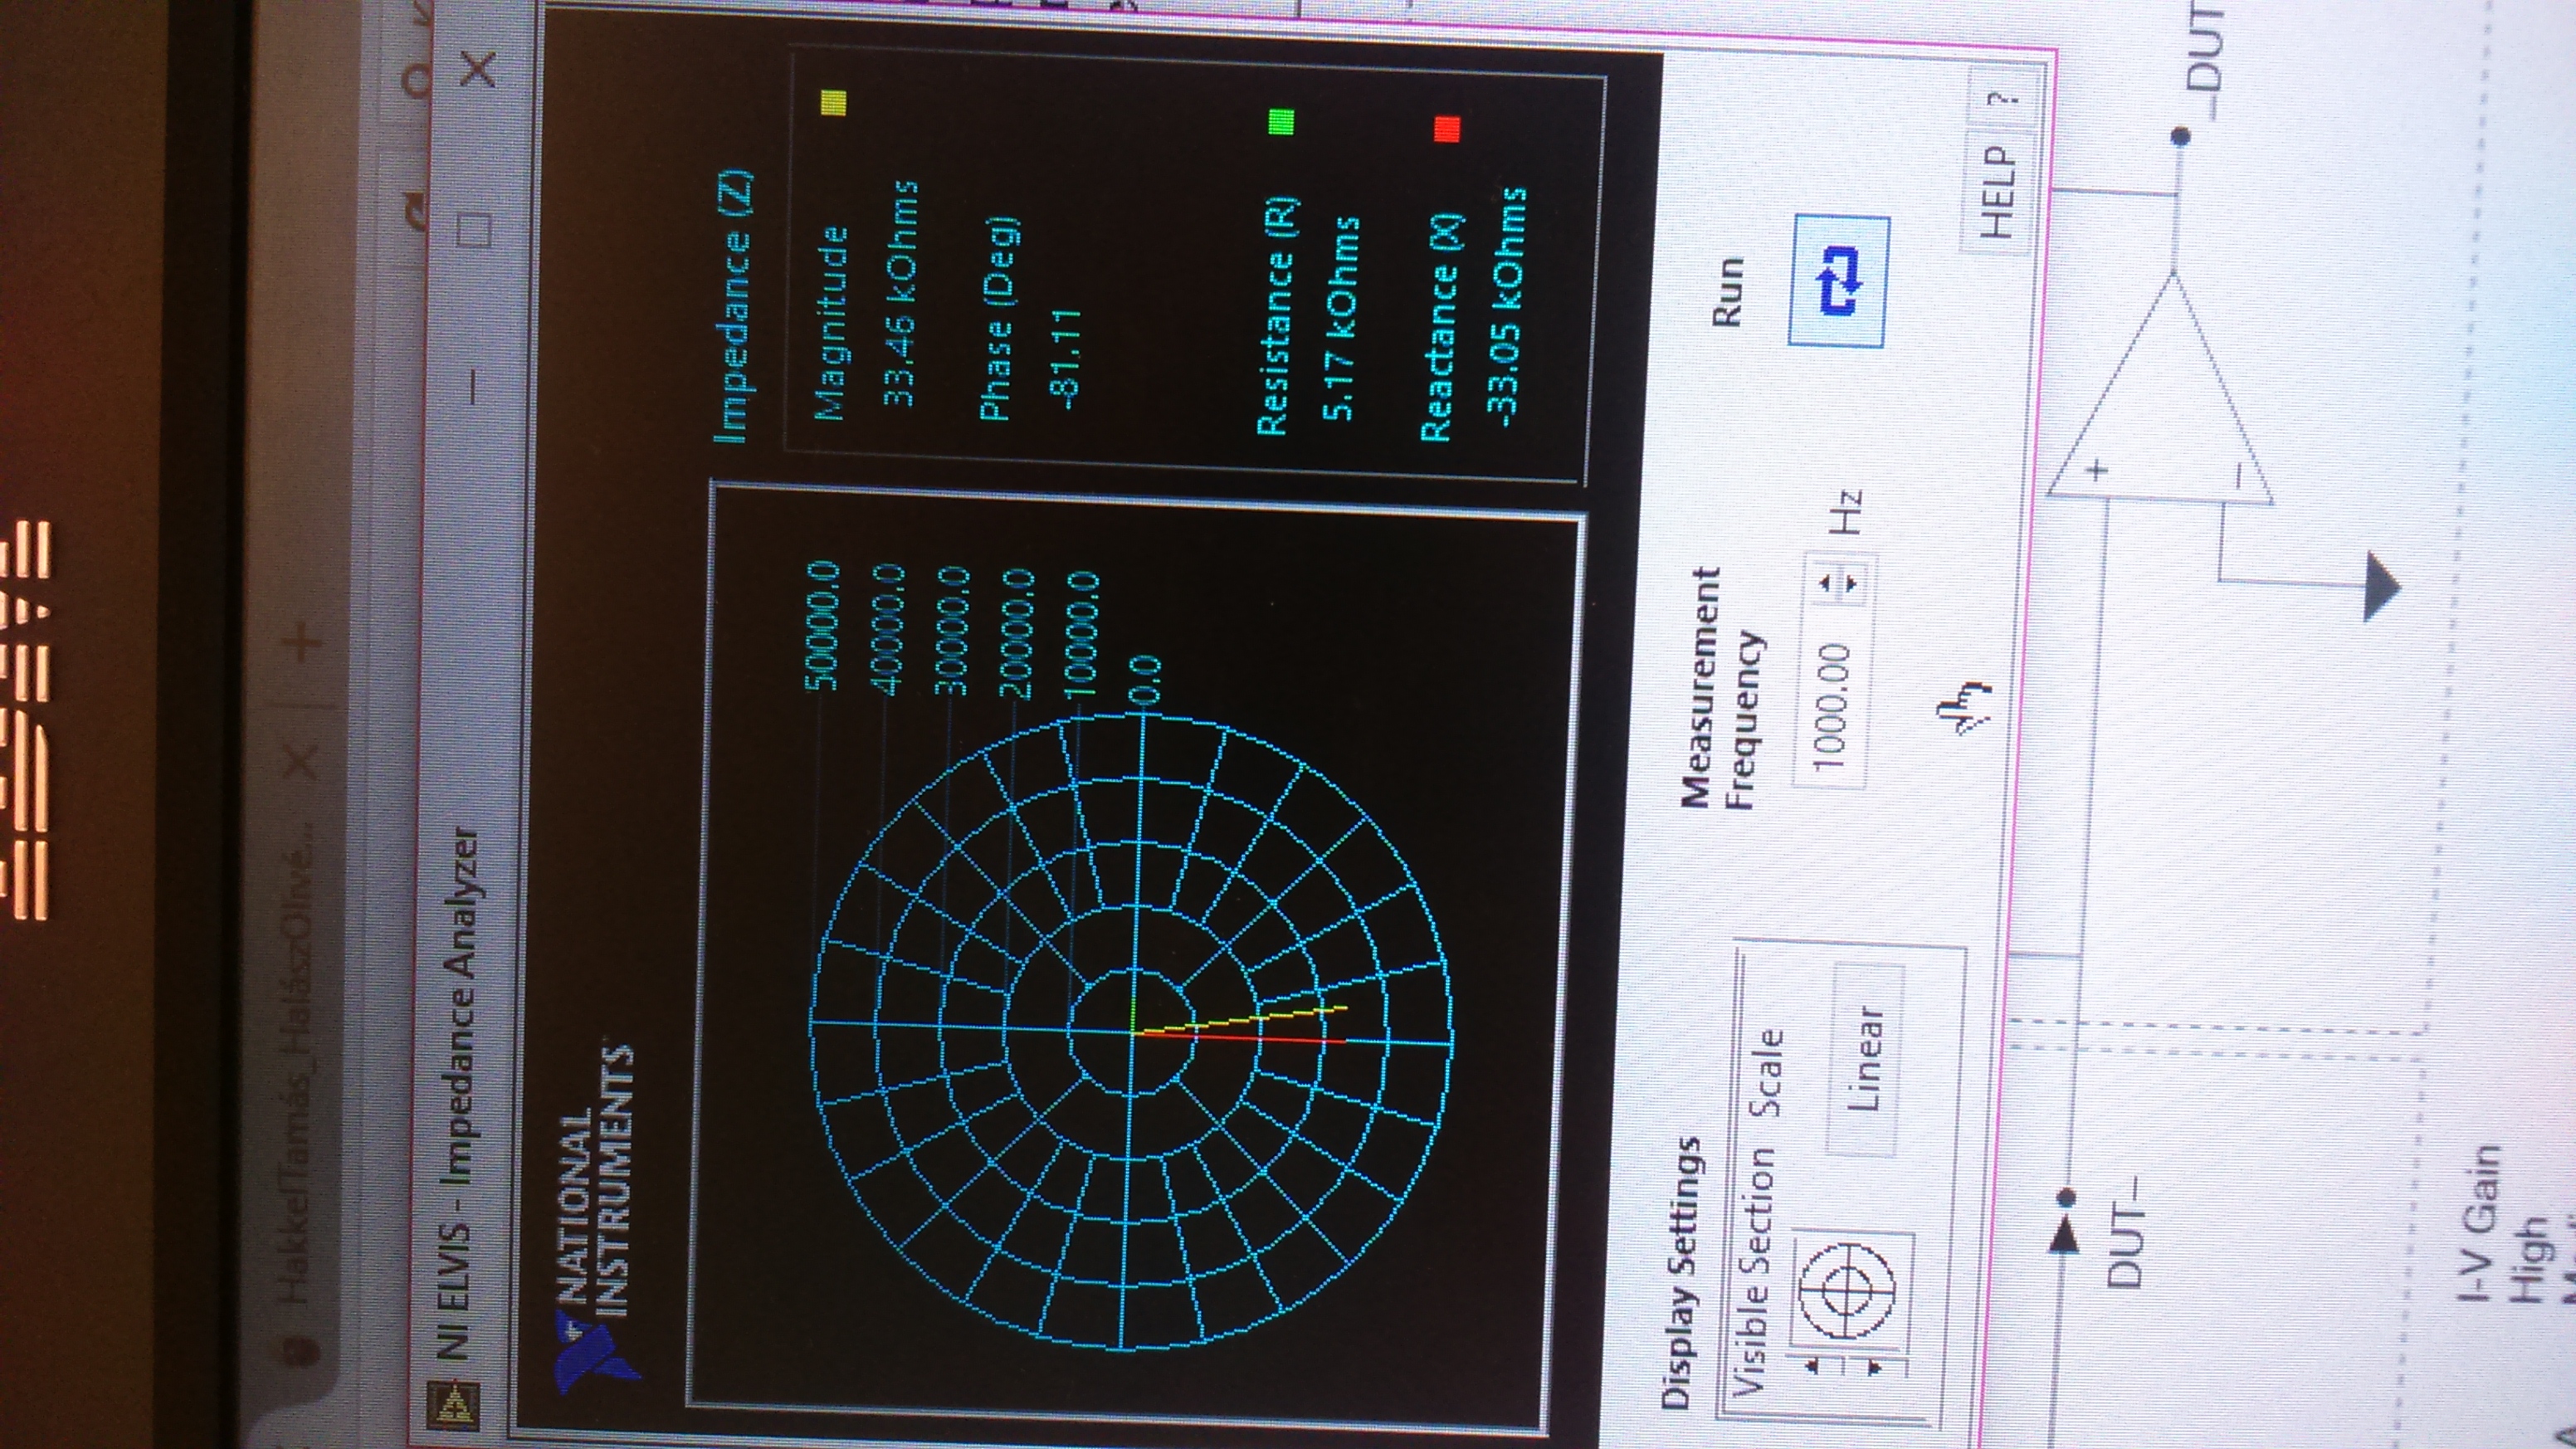 IBM
HakkelTamás_HalászOlivé...
NI ELVIS - Impedance Analyzer
NATIONAL
INSTRUMENTS
Impedance (Z)
50000.0
40000.0
30000.0
20000.0
10000.0
0.0
Magnitude
33.46 kOhms
Phase (Deg)
-81.11
Resistance (R)
5.17 kOhms
Reactance (X)
-33.05 kOhms
Display Settings
Visible Section Scale
Linear
Measurement
Frequency
1000.00 Hz
Run
HELP ?
DUT–
+
–
–DUT
I-V Gain
High